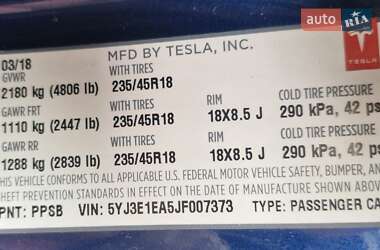 auto RIA .com
03/18 MFD BY TESLA, INC. TESLA
GVWR WITH TIRES
2180 kg (4806 lb) 235/45R18
GAWR FRT WITH TIRES RIM COLD TIRE PRESSURE
1110 kg (2447 lb) 235/45R18 18X8.5 J 290 kPa, 42 ps
GAWR RR WITH TIRES RIM COLD TIRE PRESSURE
1288 kg (2839 lb) 235/45R18 18X8.5 J 290 kPa, 42 ps
THIS VEHICLE CONFORMS TO ALL APPLICABLE U.S. FEDERAL MOTOR VEHICLE SAFETY, BUMPER, AN
THEFT PREVENTION STANDARDS IN EFFECT ON THE DATE OF MANUFACTURE SHOWN
PNT: PPSB VIN: 5YJ3E1EA5JF007373 TYPE: PASSENGER CA